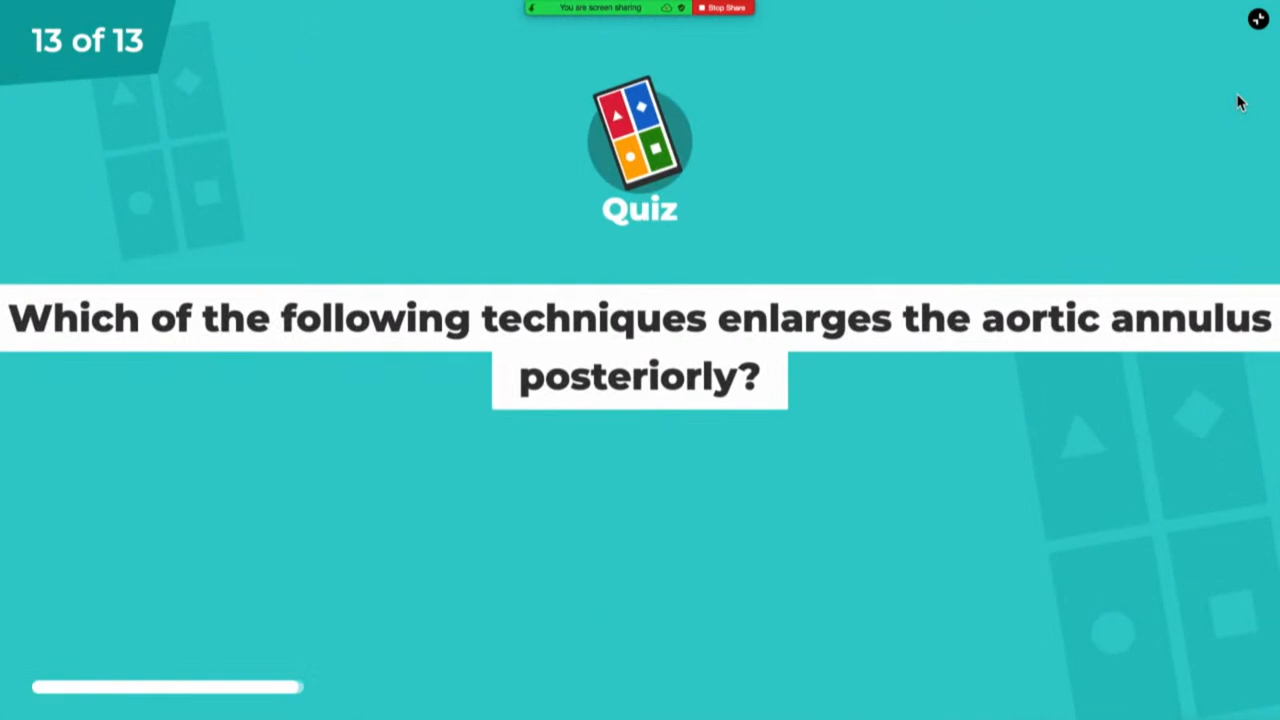 You are screen sharing
Stop Share
13 of 13
Quiz
Which of the following techniques enlarges the aortic annulus
posteriorly?